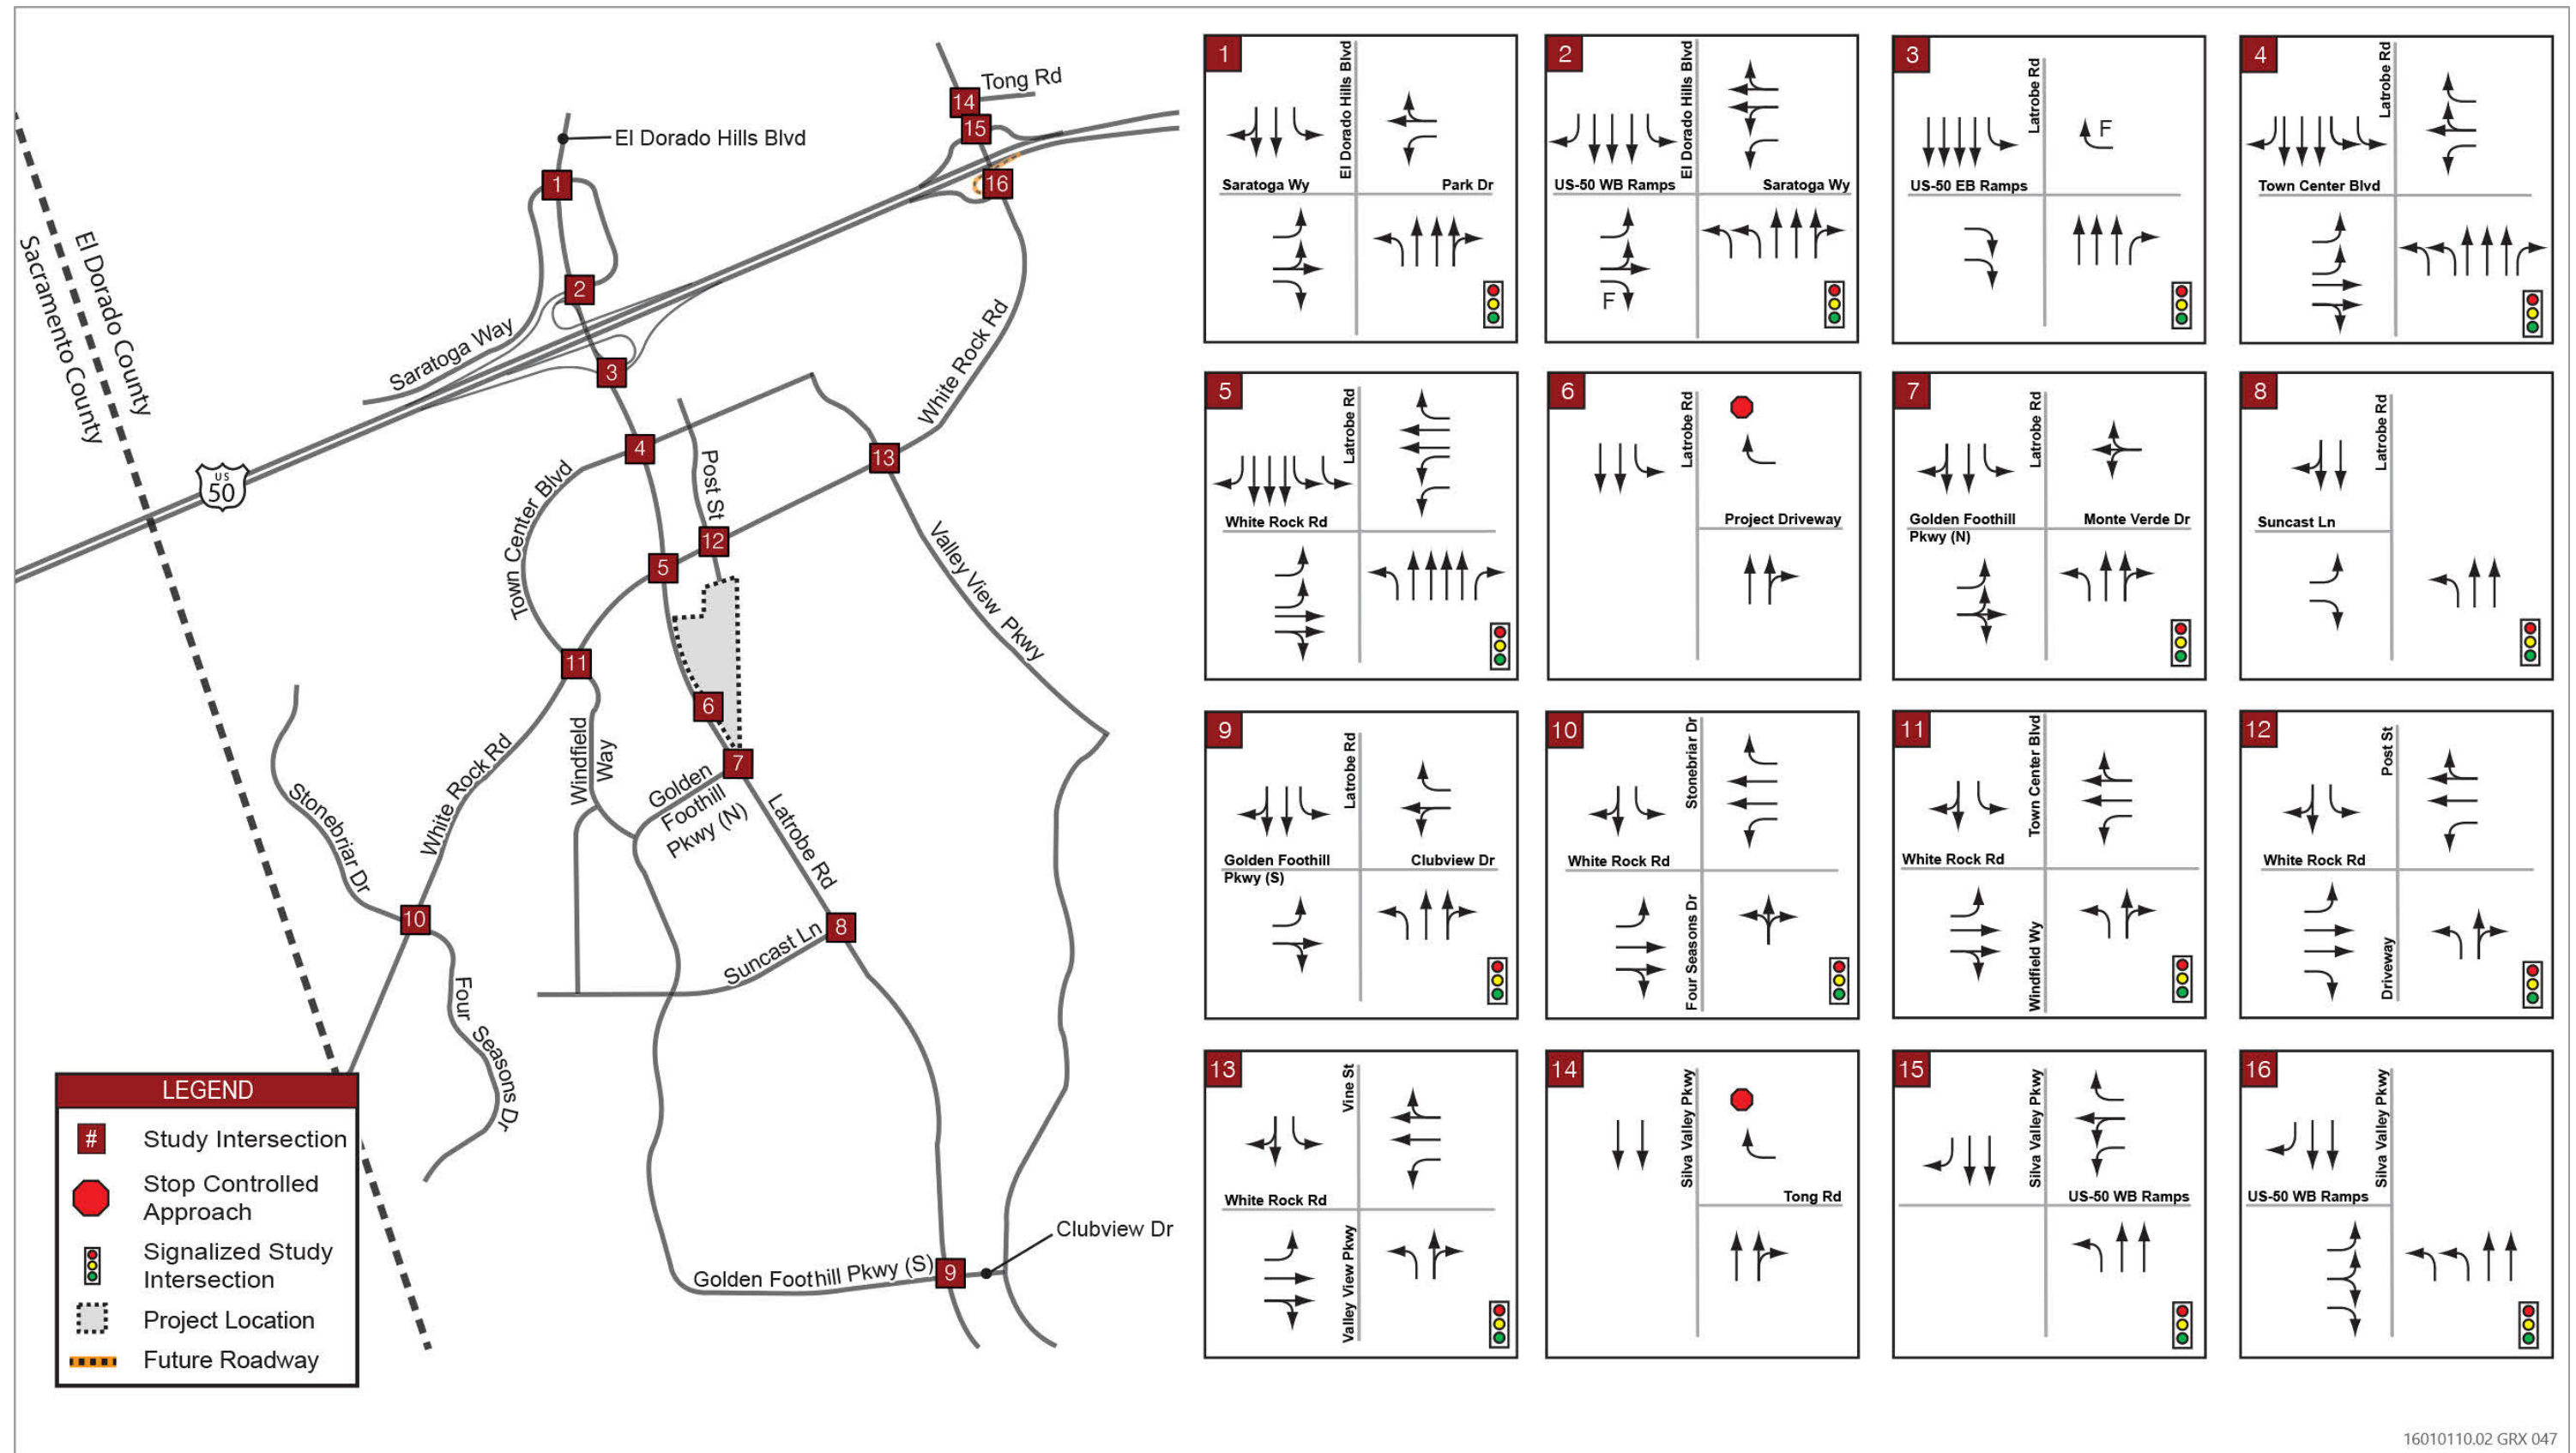 Tong Rd
14
15
El Dorado Hills Blvd
1
16
El Dorado County
Sacramento County
2
Saratoga Way
3
White Rock Rd
US
50
4
Post St
13
Town Center Blvd
12
5
Valley View Pkwy
11
6
Windfield
Way
7
Golden
Foothill
Pkwy (N)
White Rock Rd
Stonebriar Dr
Latrobe Rd
10
8
Suncast Ln
Four Seasons Dr
Clubview Dr
Golden Foothill Pkwy (S)
9
LEGEND
# Study Intersection
Stop Controlled
Approach
Signalized Study
Intersection
Project Location
Future Roadway
1
El Dorado Hills Blvd
Saratoga Wy
Park Dr
2
El Dorado Hills Blvd
US-50 WB Ramps
Saratoga Wy
F
3
Latrobe Rd
F
US-50 EB Ramps
4
Latrobe Rd
Town Center Blvd
5
Latrobe Rd
White Rock Rd
6
Latrobe Rd
Project Driveway
7
Latrobe Rd
Golden Foothill
Pkwy (N)
Monte Verde Dr
8
Latrobe Rd
Suncast Ln
9
Latrobe Rd
Golden Foothill
Pkwy (S)
Clubview Dr
10
Stonebriar Dr
White Rock Rd
Four Seasons Dr
11
Town Center Blvd
White Rock Rd
Windfield Wy
12
Post St
White Rock Rd
Driveway
13
Vine St
White Rock Rd
Valley View Pkwy
14
Silva Valley Pkwy
Tong Rd
15
Silva Valley Pkwy
US-50 WB Ramps
16
Silva Valley Pkwy
US-50 WB Ramps
16010110.02 GRX 047